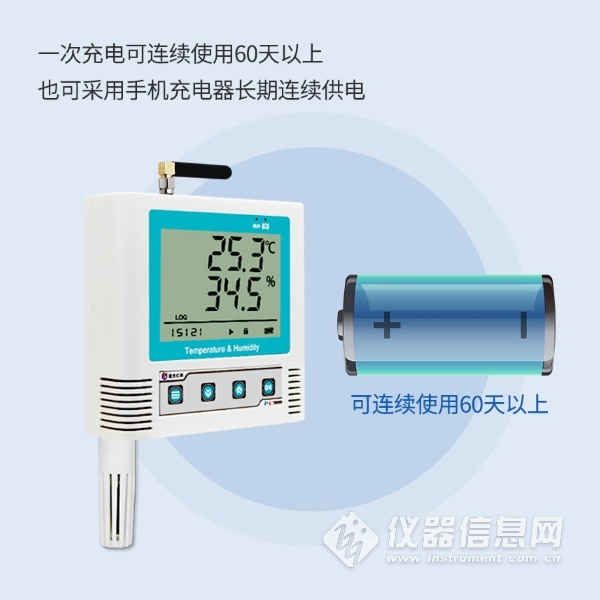 一次充电可连续使用60天以上
也可采用手机充电器长期连续供电
25.3℃
34.5%
LOG
15121
Temperature & Humidity
OK
可连续使用60天以上
仪器信息网
www.instrument.com.cn